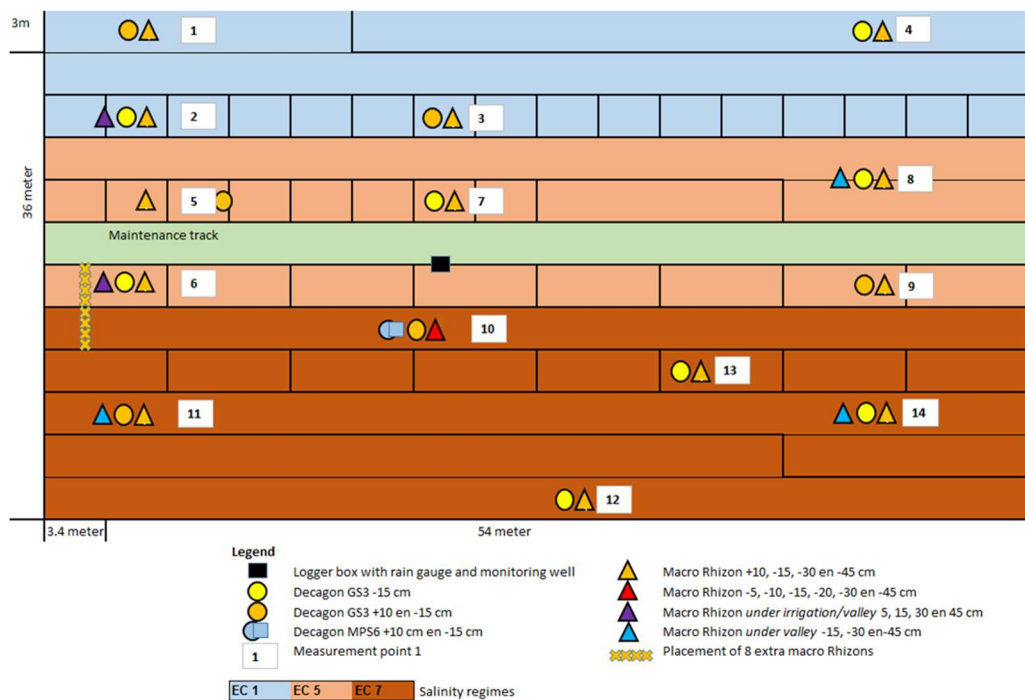 3m
1
4
2
3
8
5
7
36 meter
Maintenance track
6
9
10
13
11
14
12
3.4 meter
54 meter
Legend
Logger box with rain gauge and monitoring well
Decagon GS3 -15 cm
Decagon GS3 +10 en -15 cm
Decagon MPS6 +10 cm en -15 cm
1
Measurement point 1
Macro Rhizon +10, -15, -30 en -45 cm
Macro Rhizon -5, -10, -15, -20, -30 en -45 cm
Macro Rhizon under irrigation/valley 5, 15, 30 en 45 cm
Macro Rhizon under valley -15, -30 en-45 cm
Placement of 8 extra macro Rhizons
EC 1 EC 5 EC 7 Salinity regimes